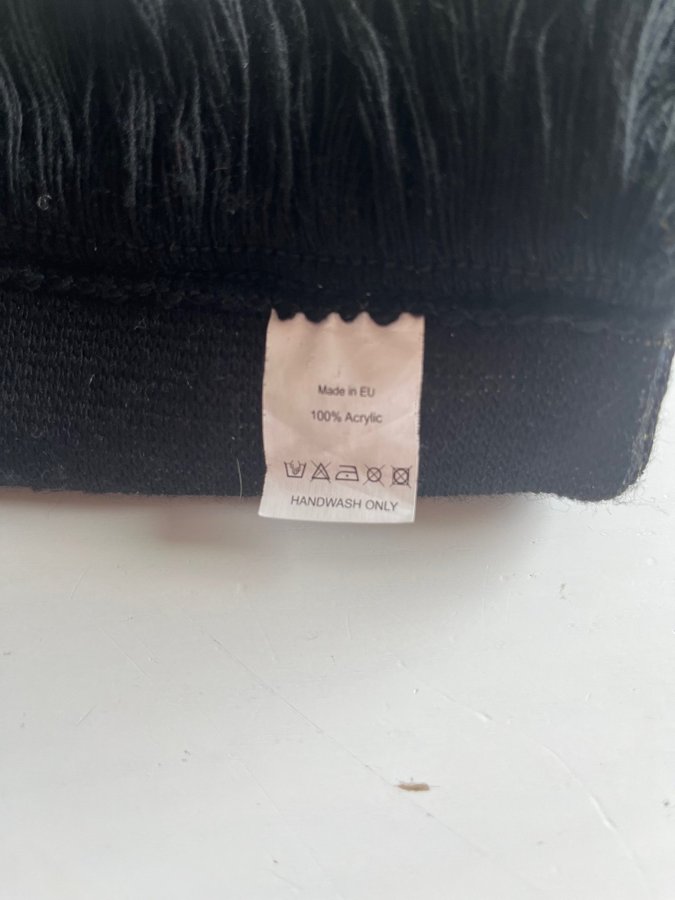 Made in EU
100% Acrylic
HANDWASH ONLY